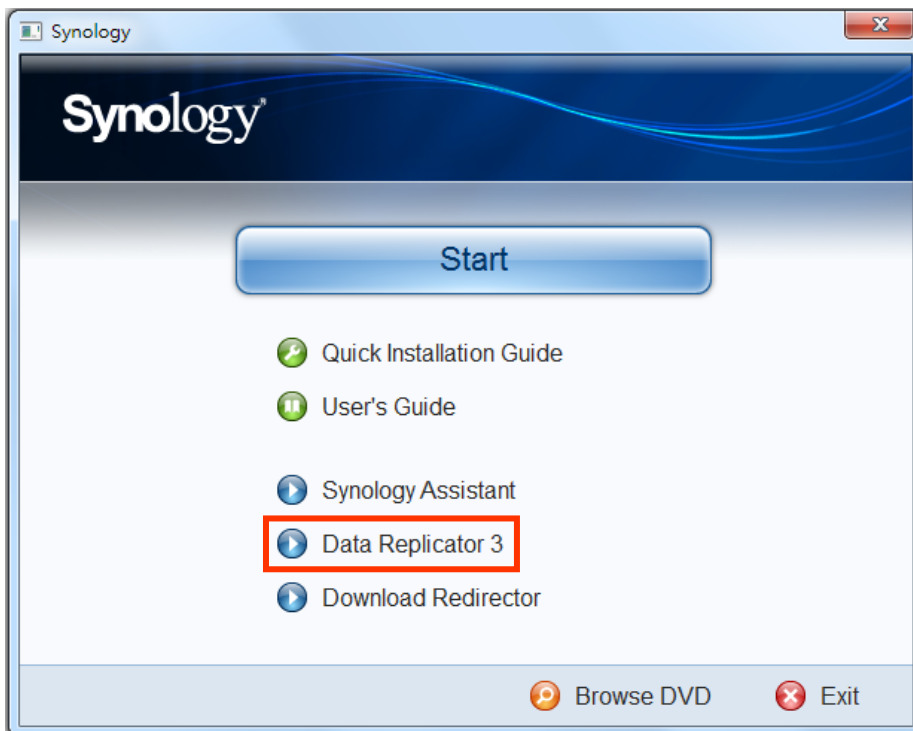 Synology
Synology
Start
Quick Installation Guide
User's Guide
Synology Assistant
Data Replicator 3
Download Redirector
Browse DVD
Exit